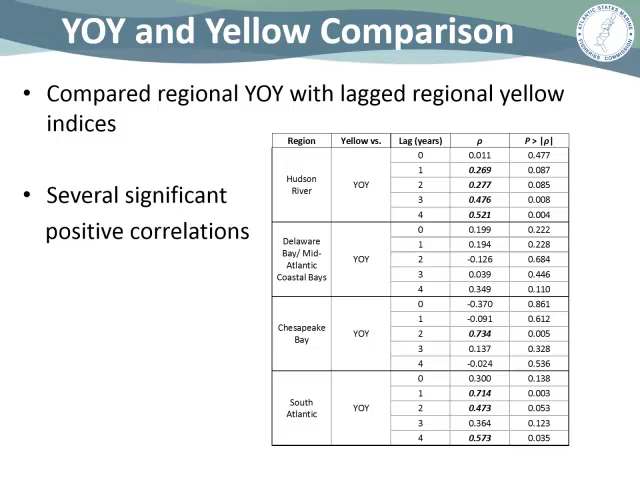 YOY and Yellow Comparison
ATLANTIC STATES MARINE
FISHERIES COMMISSION
• Compared regional YOY with lagged regional yellow
indices
• Several significant
positive correlations
Region Yellow vs. Lag (years) ρ P > |ρ|
Hudson River YOY 0 0.011 0.477
1 0.269 0.087
2 0.277 0.085
3 0.476 0.008
4 0.521 0.004
Delaware Bay/ Mid-Atlantic Coastal Bays YOY 0 0.199 0.222
1 0.194 0.228
2 -0.126 0.684
3 0.039 0.446
4 0.349 0.110
Chesapeake Bay YOY 0 -0.370 0.861
1 -0.091 0.612
2 0.734 0.005
3 0.137 0.328
4 -0.024 0.536
South Atlantic YOY 0 0.300 0.138
1 0.714 0.003
2 0.473 0.053
3 0.364 0.123
4 0.573 0.035